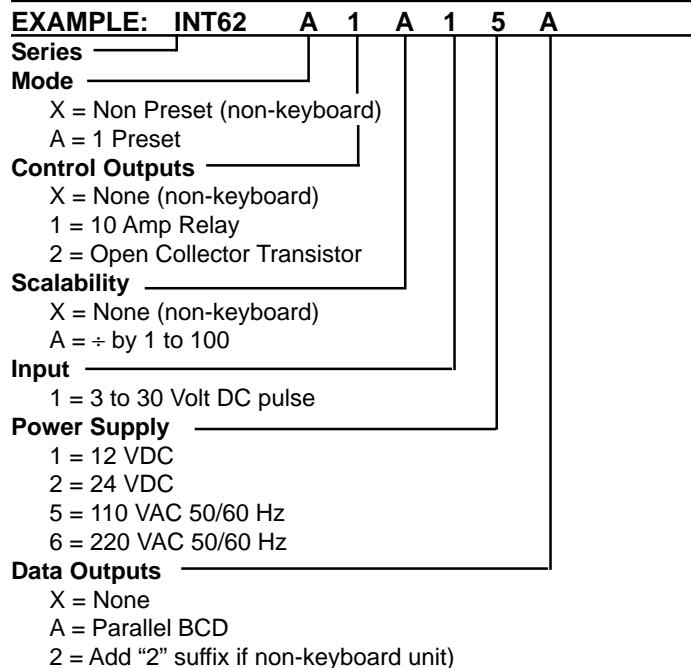 EXAMPLE: INT62 A 1 A 1 5 A
Series
Mode
X = Non Preset (non-keyboard)
A = 1 Preset
Control Outputs
X = None (non-keyboard)
1 = 10 Amp Relay
2 = Open Collector Transistor
Scalability
X = None (non-keyboard)
A = ÷ by 1 to 100
Input
1 = 3 to 30 Volt DC pulse
Power Supply
1 = 12 VDC
2 = 24 VDC
5 = 110 VAC 50/60 Hz
6 = 220 VAC 50/60 Hz
Data Outputs
X = None
A = Parallel BCD
2 = Add “2” suffix if non-keyboard unit)